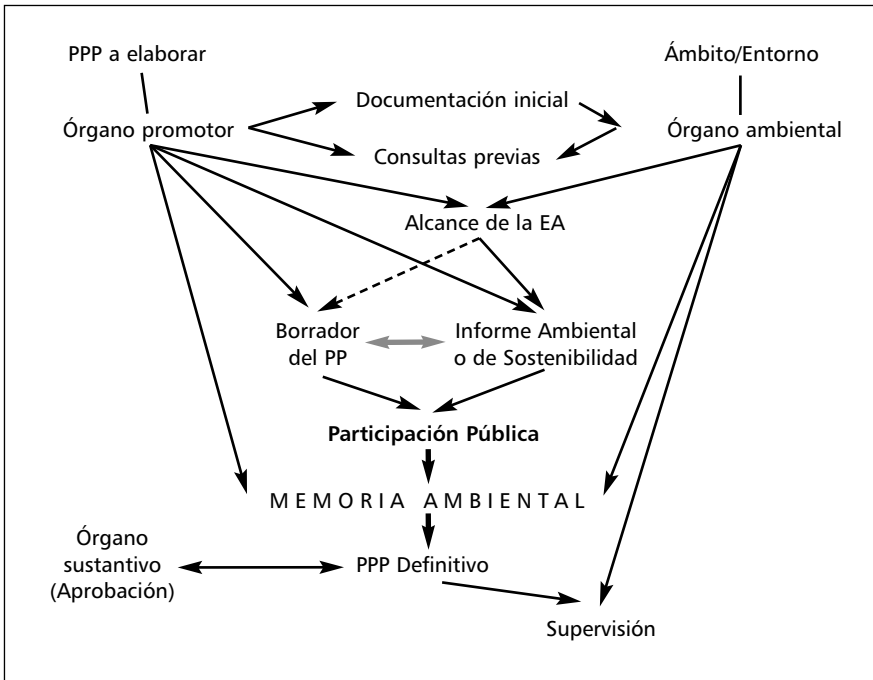 PPP a elaborar
Ámbito/Entorno
Documentación inicial
Órgano promotor
Órgano ambiental
Consultas previas
Alcance de la EA
Borrador
del PP
Informe Ambiental
o de Sostenibilidad
Participación Pública
MEMORIA AMBIENTAL
Órgano
sustantivo
(Aprobación)
PPP Definitivo
Supervisión